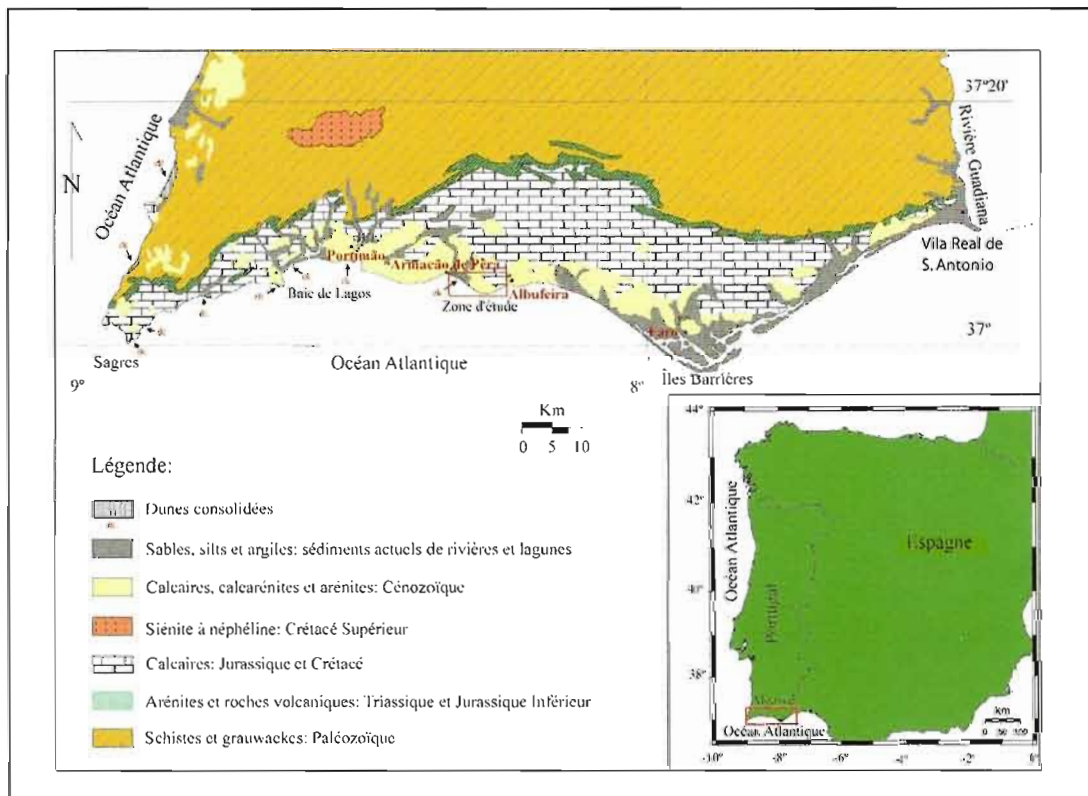 37°20'
Océan Atlantique
Rivière Guadiana
N
Portimão
Armação de Pêra
Vila Real de
S. Antonio
Baie de Lagos
Albufeira
Zone d'étude
Faro
37°
Sagres
Océan Atlantique
9°
8°
Îles Barrières
Km
0 5 10
Légende:
Dunes consolidées
Sables, silts et argiles: sédiments actuels de rivières et lagunes
Calcaires, calcarénites et arénites: Cénozoïque
Siénite à néphéline: Crétacé Supérieur
Calcaires: Jurassique et Crétacé
Arénites et roches volcaniques: Triassique et Jurassique Inférieur
Schistes et grauwackes: Paléozoïque
44°
42°
40°
38°
Océan Atlantique
Portugal
Espagne
Algarve
Océan Atlantique
km
0 50 100
-10° -8° -6° -4° -2° 0°